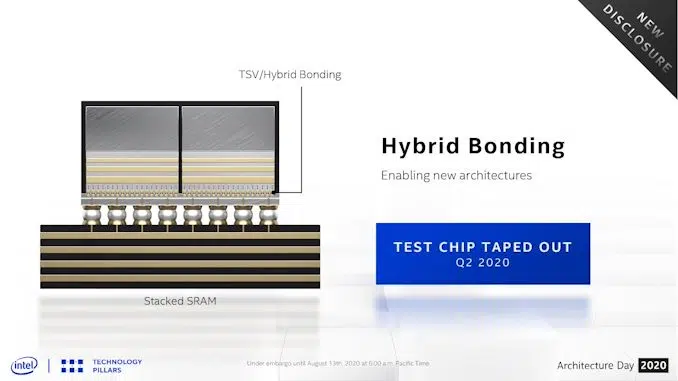 NEW
DISCLOSURE
TSV/Hybrid Bonding
Hybrid Bonding
Enabling new architectures
TEST CHIP TAPED OUT
Q2 2020
Stacked SRAM
intel
TECHNOLOGY
PILLARS
Under embargo until August 13th, 2020 at 6:00 a.m. Pacific Time.
Architecture Day 2020